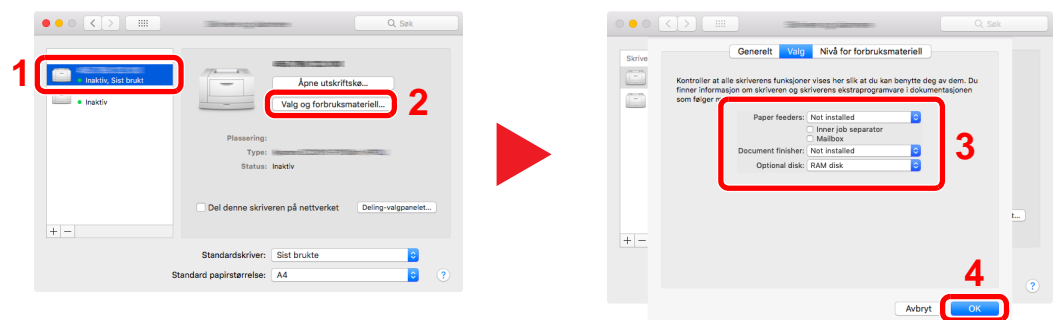 Søk
1
Inaktiv, Sist brukt
Inaktiv
Åpne utskriftskø...
Valg og forbruksmateriell...
2
Plassering:
Type:
Status: Inaktiv
Del denne skriveren på nettverket
Deling-valgpanelet...
+ −
Standardskriver: Sist brukte
Standard papirstørrelse: A4
?
Søk
Skrive
Generelt Valg Nivå for forbruksmateriell
Kontroller at alle skriverens funksjoner vises her slik at du kan benytte deg av dem. Du
finner informasjon om skriveren og skriverens ekstraprogramvare i dokumentasjonen
som følger m
Paper feeders: Not installed
Inner job separator
Mailbox
Document finisher: Not installed
Optional disk: RAM disk
3
t...
+ −
4
?
Avbryt OK